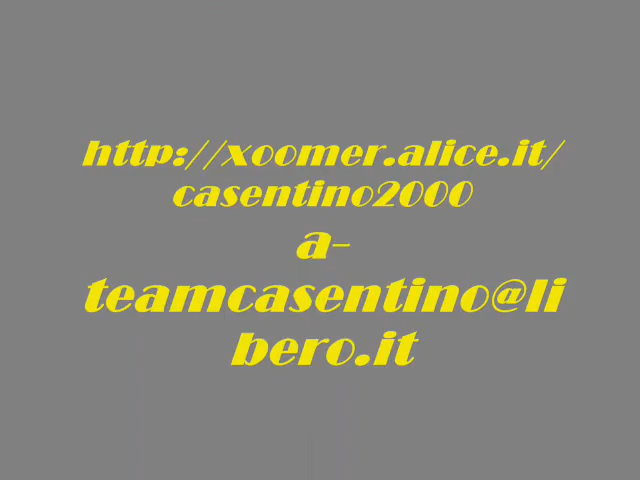 http://xoomer.alice.it/
casentino2000
a-
teamcasentino@li
bero.it